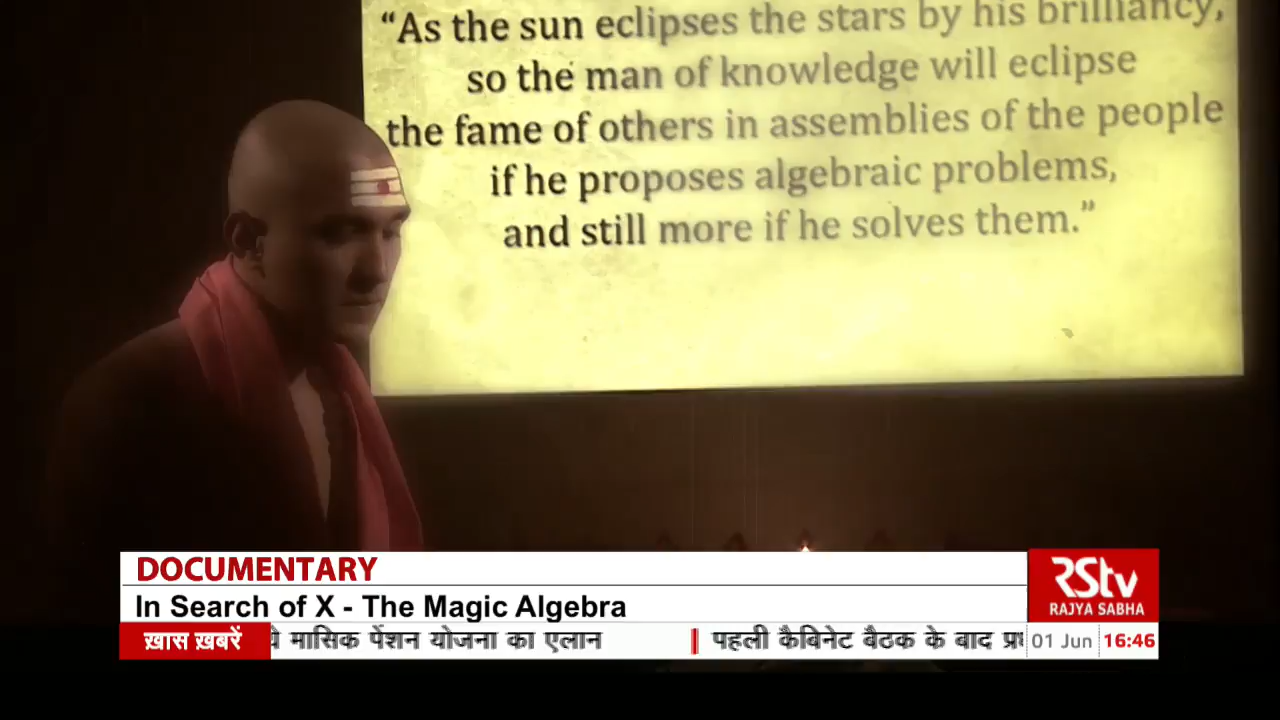 “As the sun eclipses the stars by his brilliancy,
so the man of knowledge will eclipse
the fame of others in assemblies of the people
if he proposes algebraic problems,
and still more if he solves them.”
DOCUMENTARY
In Search of X - The Magic Algebra
RStv
RAJYA SABHA
ख़ास ख़बरें
मासिक पेंशन योजना का एलान | पहली कैबिनेट बैठक के बाद
01 Jun 16:46